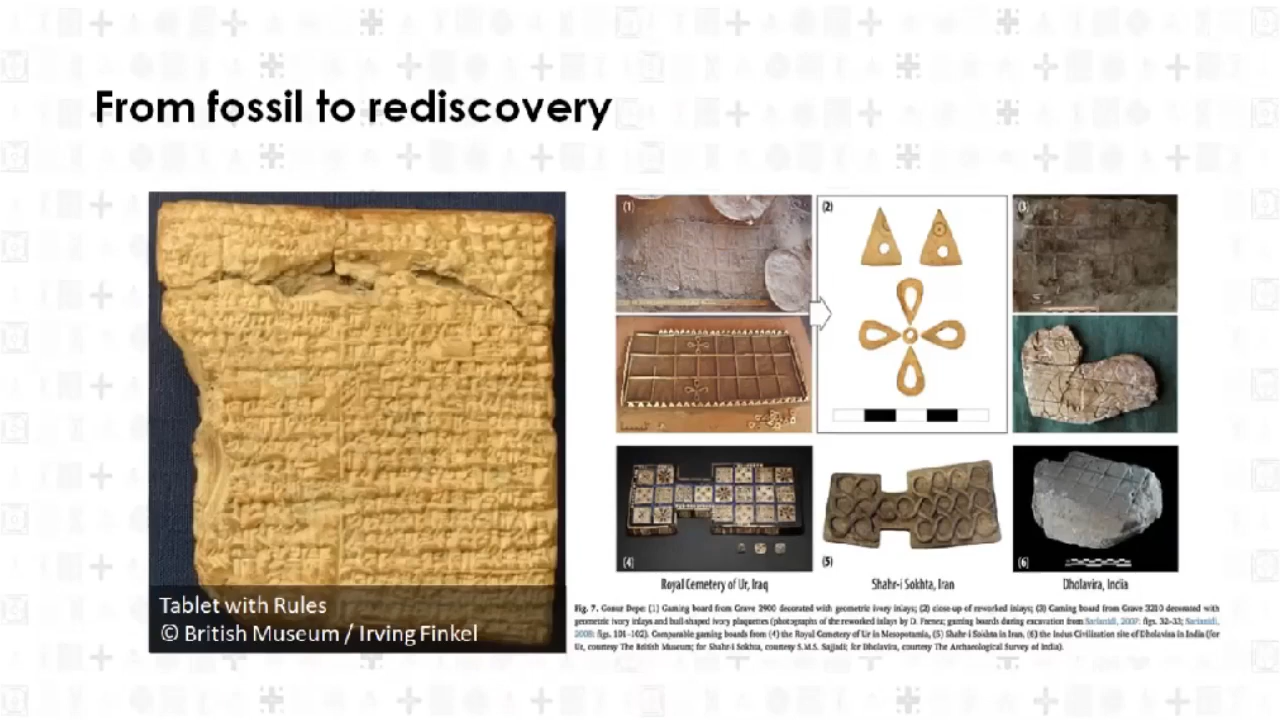 From fossil to rediscovery
Tablet with Rules
© British Museum / Irving Finkel
(1)
(2)
(3)
(4)
(5)
(6)
Royal Cemetery of Ur, Iraq
Shahr-i Sokhta, Iran
Dholavira, India
Fig. 7. Gonur Depe: (1) Gaming board from Grave 2900 decorated with geometric ivory inlays; (2) close-up of reworked inlays; (3) Gaming board from Grave 3210 decorated with
geometric ivory inlays and bull-shaped ivory plaquettes (photographs of the reworked inlays by D. gaming boards during excavation from Sarianidi, 2007: figs. 32–33; Sarianidi,
2008: figs. 101–102). Comparable gaming boards from (4) the Royal Cemetery of Ur in Mesopotamia, (5) Shahr-i Sokhta in Iran, (6) the Indus Civilization site of Dholavira in India (for
Ur, courtesy The British Museum; for Shahr-i Sokhta, courtesy S.M.S. Sajjadi; for Dholavira, courtesy The Archaeological Survey of India).